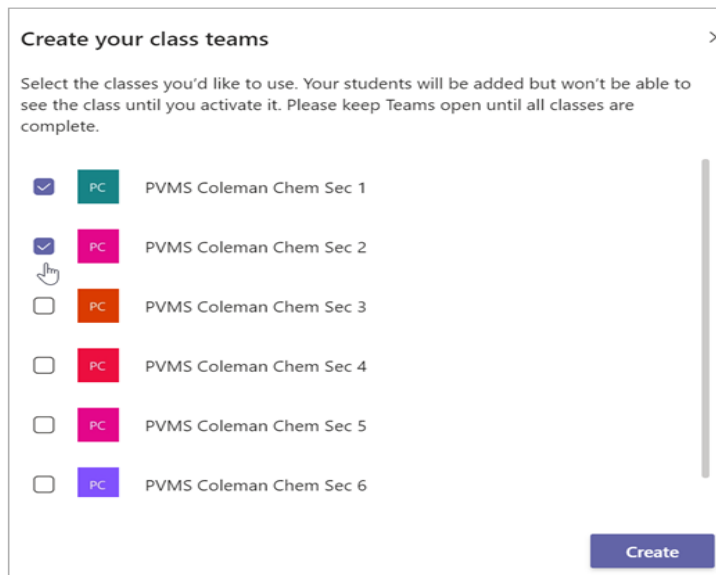 Create your class teams
Select the classes you'd like to use. Your students will be added but won't be able to
see the class until you activate it. Please keep Teams open until all classes are
complete.
PC PVMS Coleman Chem Sec 1
PC PVMS Coleman Chem Sec 2
PC PVMS Coleman Chem Sec 3
PC PVMS Coleman Chem Sec 4
PC PVMS Coleman Chem Sec 5
PC PVMS Coleman Chem Sec 6
Create